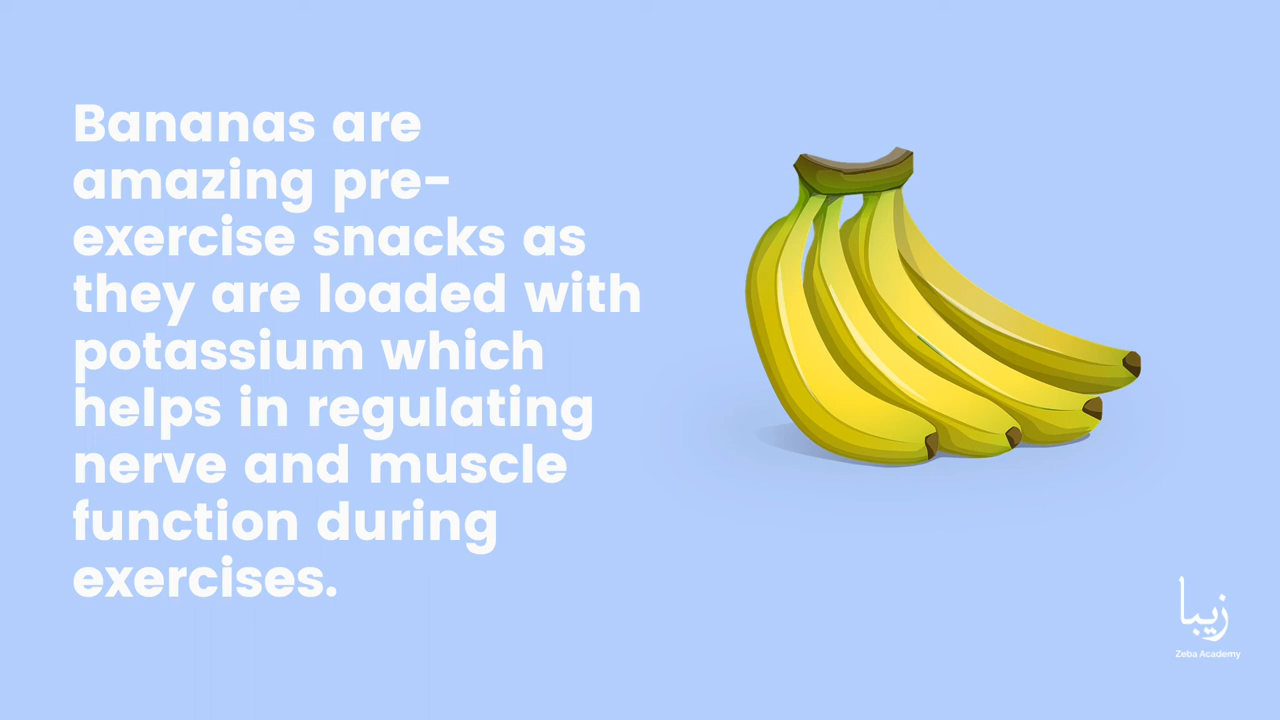 Bananas are
amazing pre-
exercise snacks as
they are loaded with
potassium which
helps in regulating
nerve and muscle
function during
exercises.
زیبا
Zeba Academy